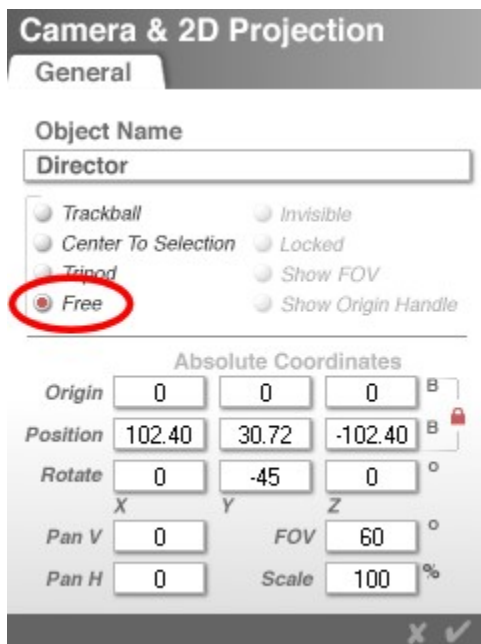 Camera & 2D Projection
General
Object Name
Director
Trackball Invisible
Center To Selection Locked
Tripod Show FOV
Free Show Origin Handle
Absolute Coordinates
Origin 0 0 0 B
Position 102.40 30.72 -102.40 B
Rotate 0 -45 0 °
X Y Z
Pan V 0 FOV 60 °
Pan H 0 Scale 100 %